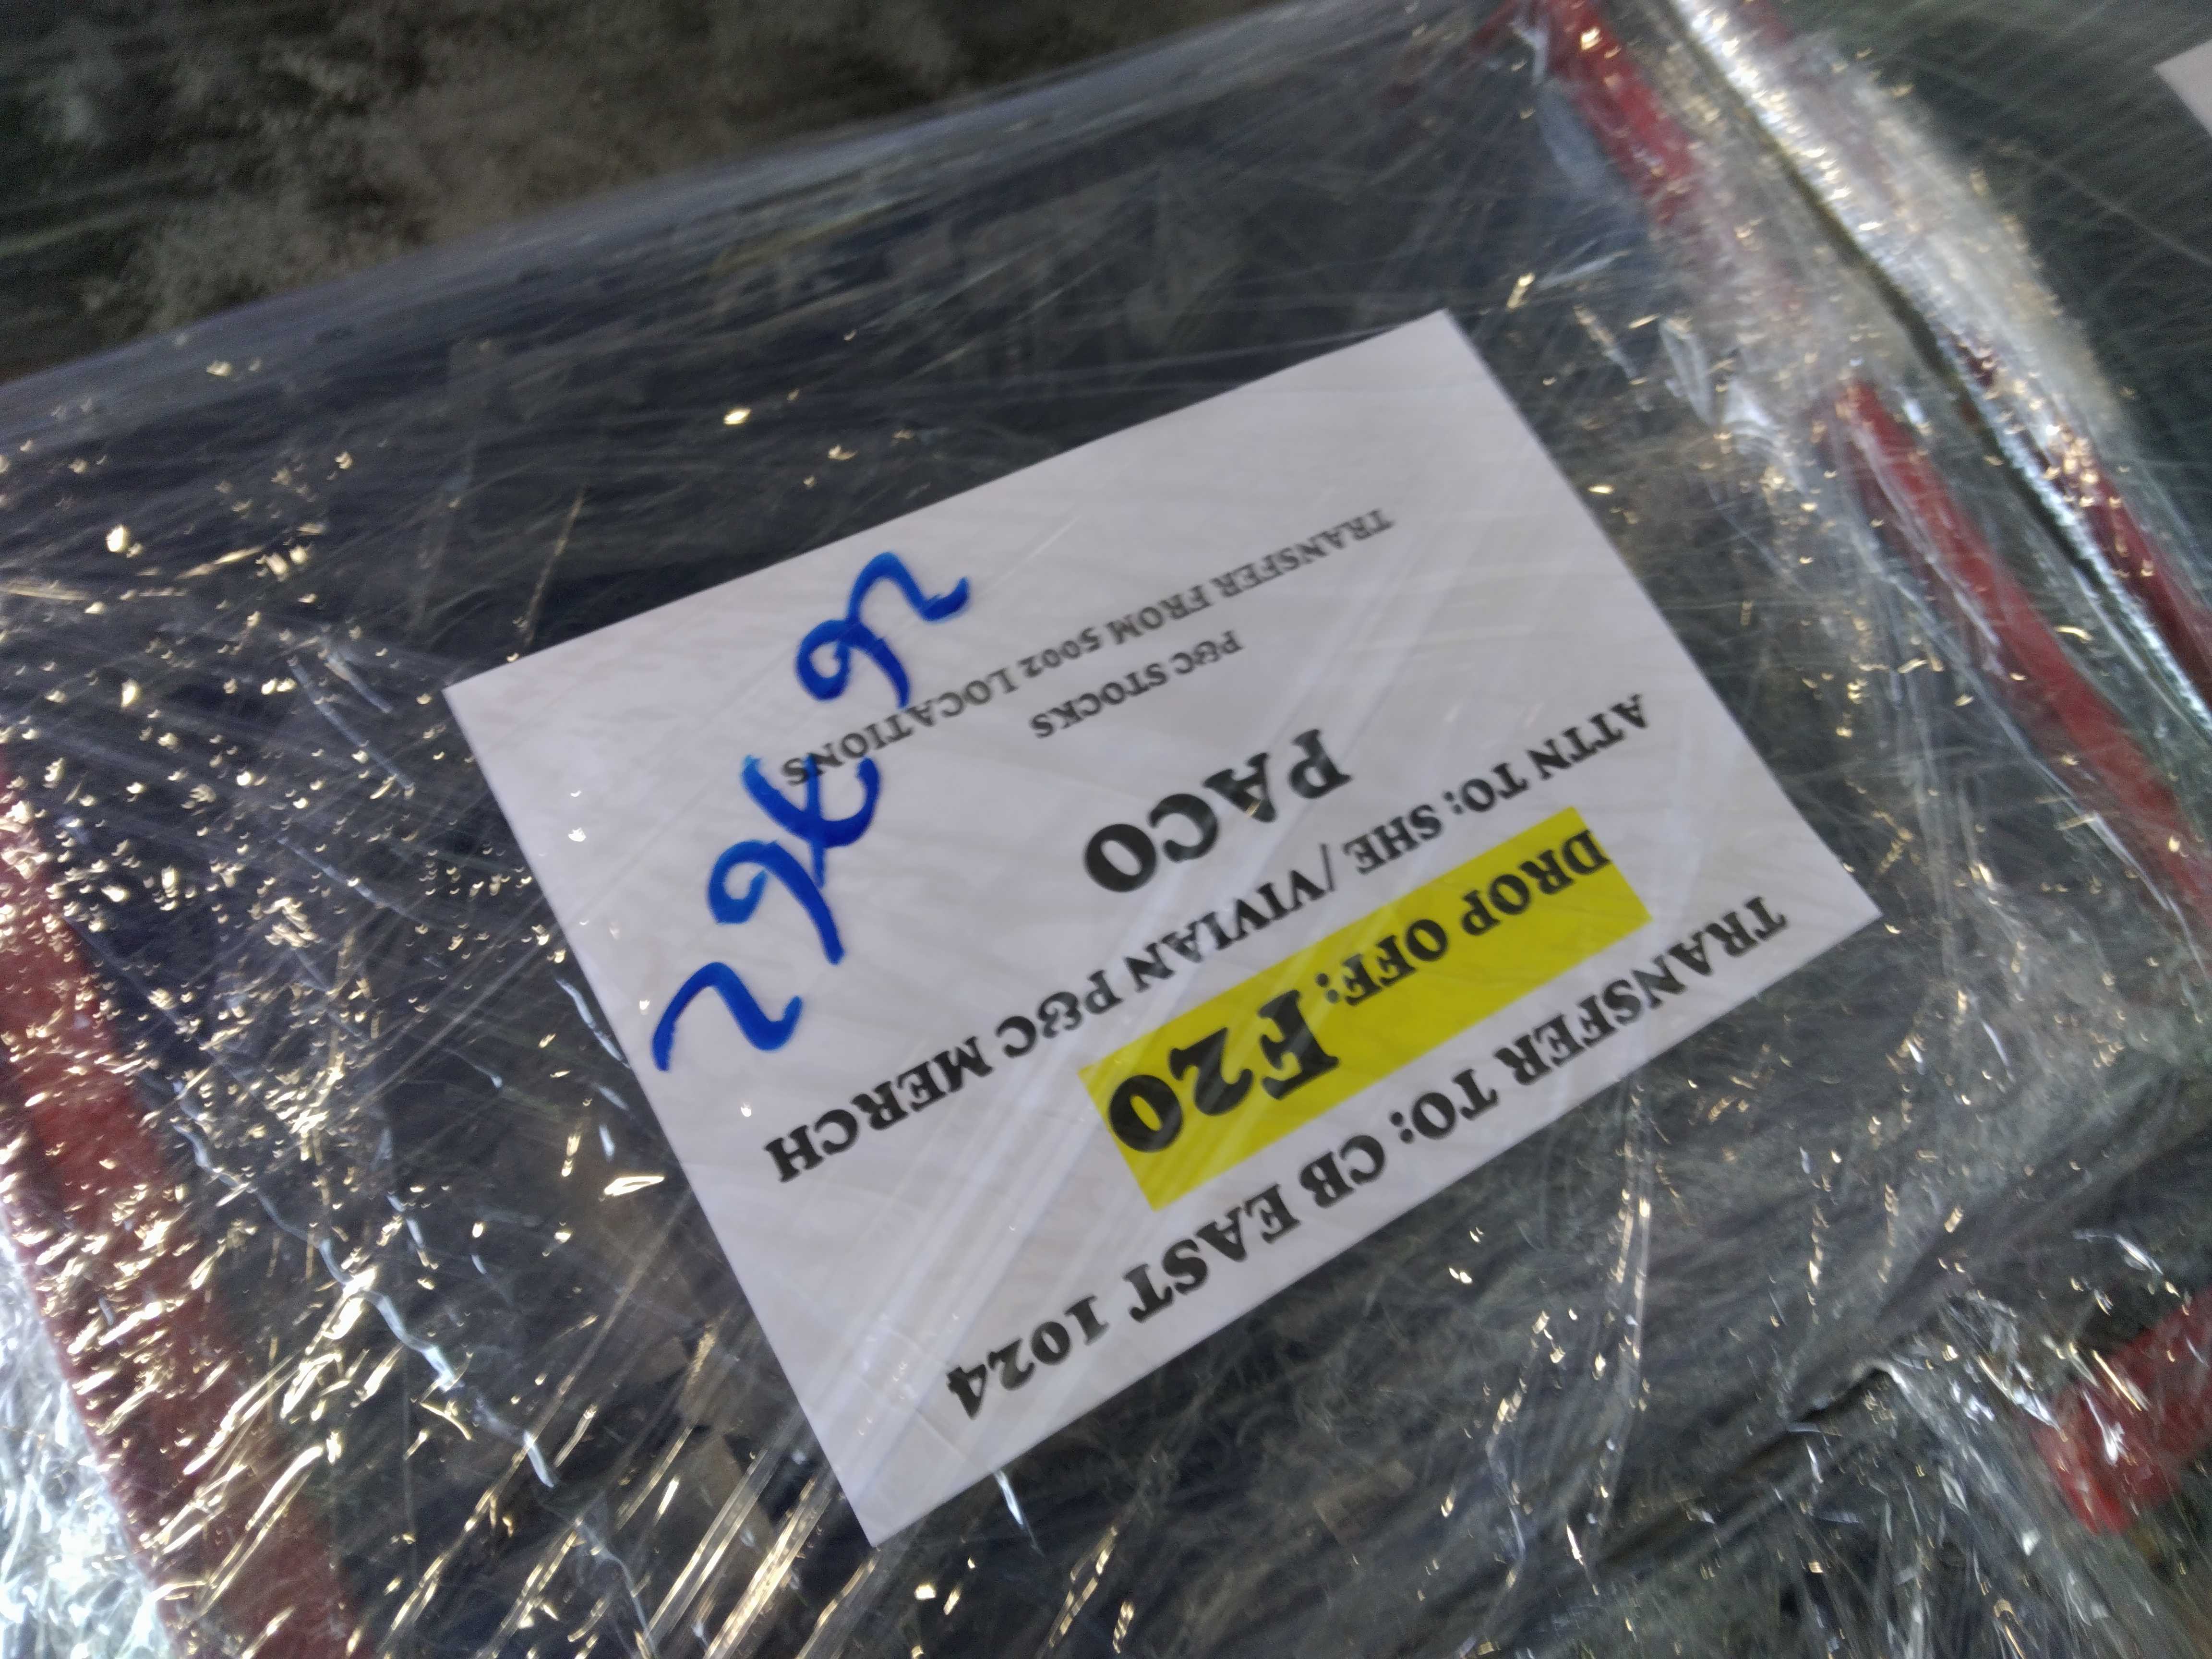 TRANSFER TO: CB EAST 1024
DROP OFF: F20
ATTN TO: SHE / VIVIAN P&C MERCH
PACO
P&C STOCKS
TRANSFER FROM 5002 LOCATIONS